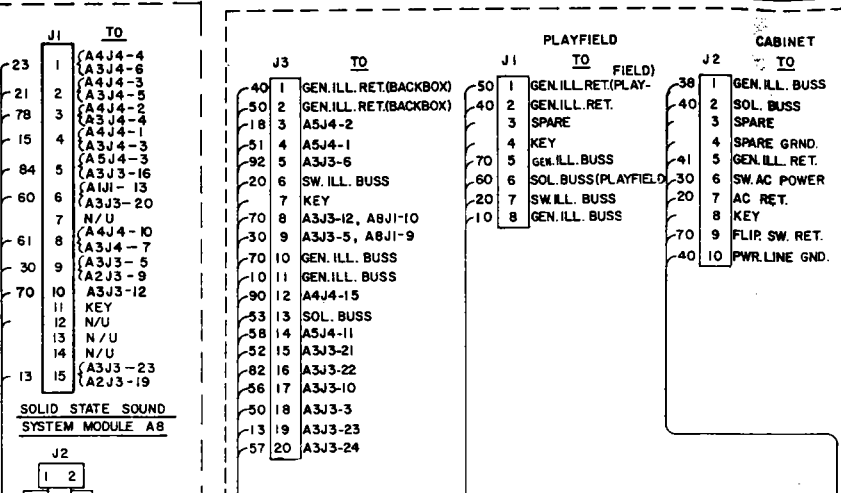 J1 TO
23 1 A4J4-4
A3J4-6
21 2 A4J4-3
A3J4-5
78 3 A4J4-2
A3J4-4
15 4 A4J4-1
A3J4-3
84 5 A5J4-3
A3J3-16
60 6 A1J1-13
A3J3-20
7 N/U
61 8 A4J4-10
A3J4-7
30 9 A3J3-5
A2J3-9
70 10 A3J3-12
11 KEY
12 N/U
13 N/U
14 N/U
13 15 A3J3-23
A2J3-19
SOLID STATE SOUND
SYSTEM MODULE A8
J2
1 2
J3 TO
40 1 GEN.ILL.RET.(BACKBOX)
50 2 GEN.ILL.RET.(BACKBOX)
18 3 A5J4-2
51 4 A5J4-1
92 5 A3J3-6
20 6 SW. ILL. BUSS
7 KEY
70 8 A3J3-12, A8J1-10
30 9 A3J3-5, A8J1-9
70 10 GEN. ILL. BUSS
10 11 GEN.ILL. BUSS
90 12 A4J4-15
53 13 SOL. BUSS
58 14 A5J4-11
52 15 A3J3-21
82 16 A3J3-22
56 17 A3J3-10
50 18 A3J3-3
13 19 A3J3-23
57 20 A3J3-24
PLAYFIELD
J1 TO
FIELD)
50 1 GEN.ILL.RET.(PLAY-
40 2 GEN.ILL.RET.
3 SPARE
4 KEY
70 5 GEN.ILL. BUSS
60 6 SOL.BUSS(PLAYFIELD
20 7 SW.ILL. BUSS
10 8 GEN.ILL. BUSS
CABINET
J2 TO
38 1 GEN.ILL. BUSS
40 2 SOL. BUSS
3 SPARE
4 SPARE GRND.
41 5 GEN.ILL. RET.
30 6 SW.AC POWER
20 7 AC RET.
8 KEY
70 9 FLIP. SW. RET.
40 10 PWR.LINE GND.